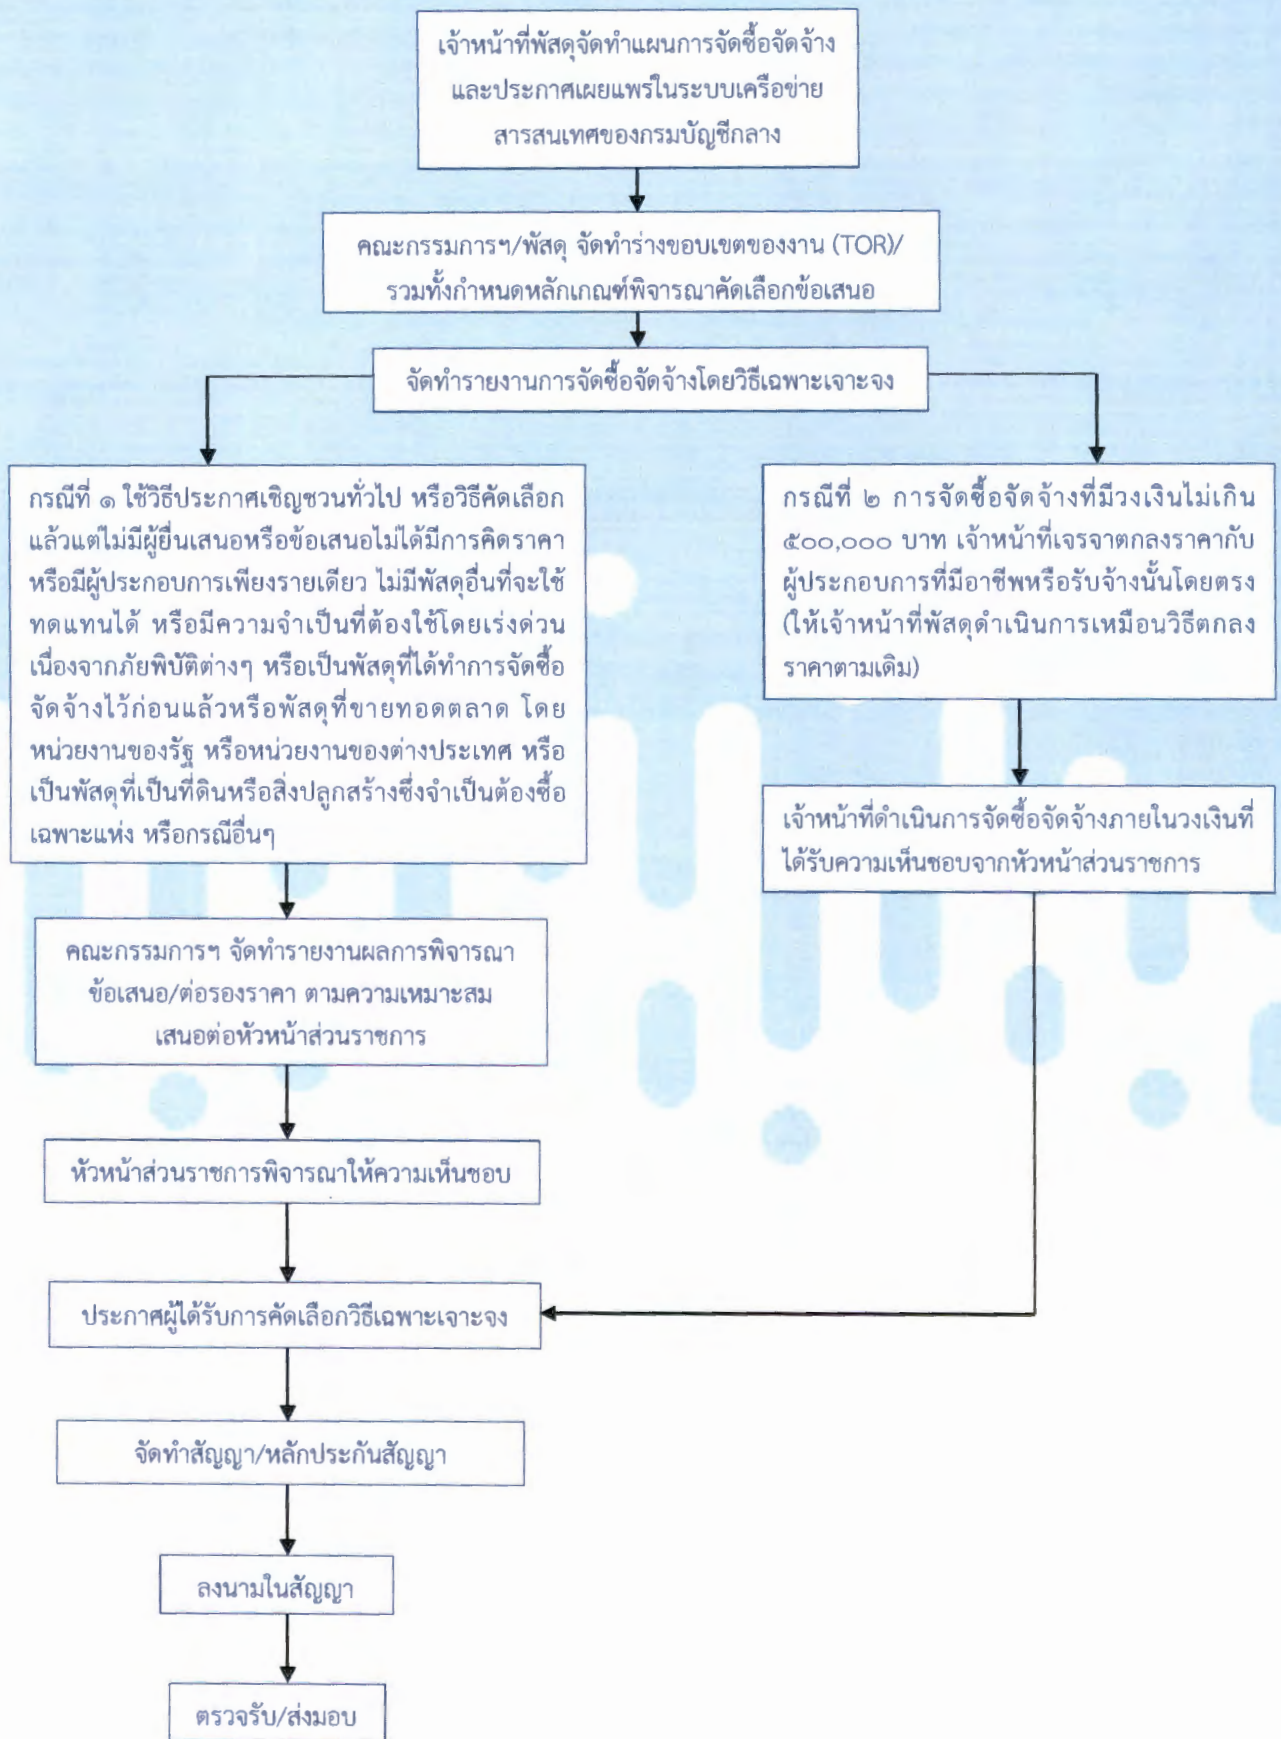 เจ้าหน้าที่พัสดุจัดทำแผนการจัดซื้อจัดจ้าง
และประกาศเผยแพร่ในระบบเครือข่าย
สารสนเทศของกรมบัญชีกลาง
คณะกรรมการฯ/พัสดุ จัดทำร่างขอบเขตของงาน (TOR)/
รวมทั้งกำหนดหลักเกณฑ์พิจารณาคัดเลือกข้อเสนอ
จัดทำรายงานการจัดซื้อจัดจ้างโดยวิธีเฉพาะเจาะจง
กรณีที่ ๑ ใช้วิธีประกาศเชิญชวนทั่วไป หรือวิธีคัดเลือก
แล้วแต่ไม่มีผู้ยื่นเสนอหรือข้อเสนอไม่ได้มีการคิดราคา
หรือมีผู้ประกอบการเพียงรายเดียว ไม่มีพัสดุอื่นที่จะใช้
ทดแทนได้ หรือมีความจำเป็นที่ต้องใช้โดยเร่งด่วน
เนื่องจากภัยพิบัติต่างๆ หรือเป็นพัสดุที่ได้ทำการจัดซื้อ
จัดจ้างไว้ก่อนแล้วหรือพัสดุที่ขายทอดตลาด โดย
หน่วยงานของรัฐ หรือหน่วยงานของต่างประเทศ หรือ
เป็นพัสดุที่เป็นที่ดินหรือสิ่งปลูกสร้างซึ่งจำเป็นต้องซื้อ
เฉพาะแห่ง หรือกรณีอื่นๆ
กรณีที่ ๒ การจัดซื้อจัดจ้างที่มีวงเงินไม่เกิน
๕๐๐,๐๐๐ บาท เจ้าหน้าที่เจรจาตกลงราคากับ
ผู้ประกอบการที่มีอาชีพหรือรับจ้างนั้นโดยตรง
(ให้เจ้าหน้าที่พัสดุดำเนินการเหมือนวิธีตกลง
ราคาตามเดิม)
เจ้าหน้าที่ดำเนินการจัดซื้อจัดจ้างภายในวงเงินที่
ได้รับความเห็นชอบจากหัวหน้าส่วนราชการ
คณะกรรมการฯ จัดทำรายงานผลการพิจารณา
ข้อเสนอ/ต่อรองราคา ตามความเหมาะสม
เสนอต่อหัวหน้าส่วนราชการ
หัวหน้าส่วนราชการพิจารณาให้ความเห็นชอบ
ประกาศผู้ได้รับการคัดเลือกวิธีเฉพาะเจาะจง
จัดทำสัญญา/หลักประกันสัญญา
ลงนามในสัญญา
ตรวจรับ/ส่งมอบ